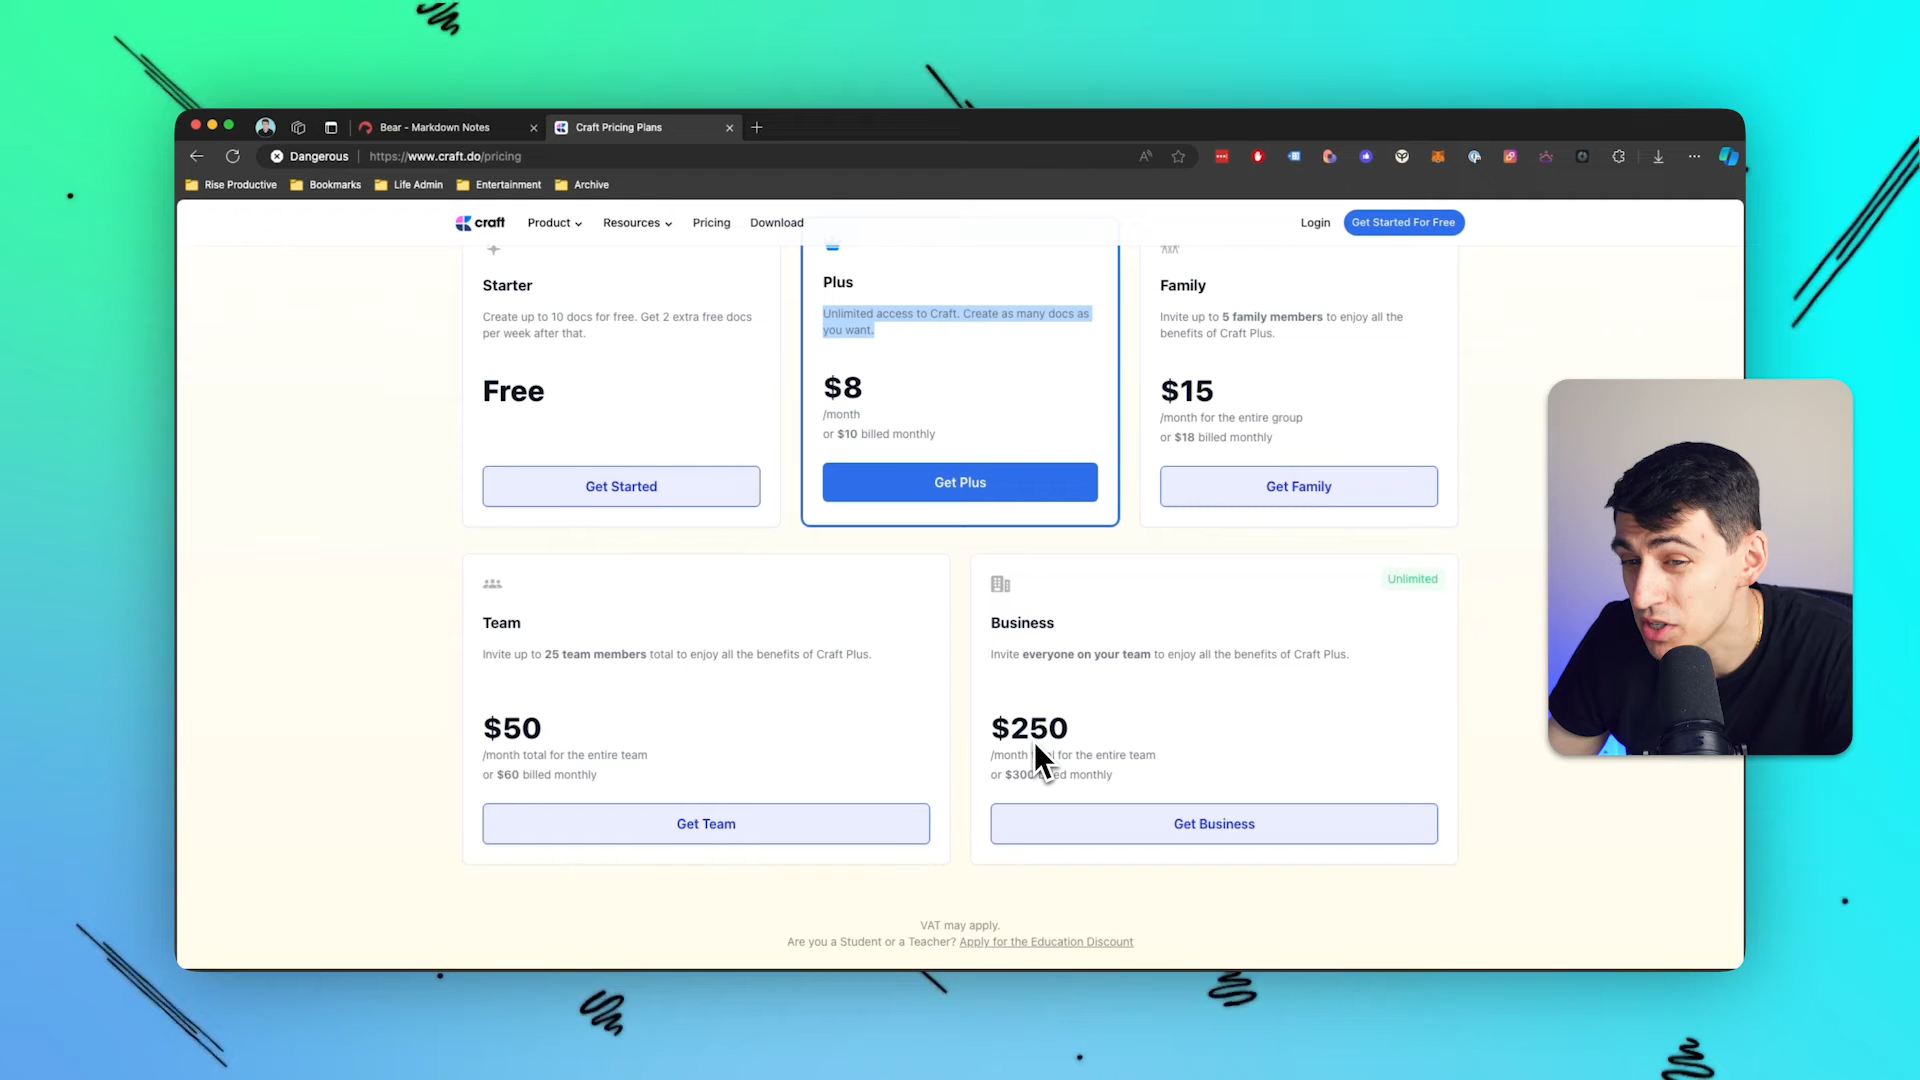 Bear - Markdown Notes
Craft Pricing Plans
Dangerous
https://www.craft.do/pricing
Rise Productive
Bookmarks
Life Admin
Entertainment
Archive
craft
Product
Resources
Pricing
Download
Login
Get Started For Free
Starter
Create up to 10 docs for free. Get 2 extra free docs
per week after that.
Free
Get Started
Plus
Unlimited access to Craft. Create as many docs as
you want.
$8
/month
or $10 billed monthly
Get Plus
Family
Invite up to 5 family members to enjoy all the
benefits of Craft Plus.
$15
/month for the entire group
or $18 billed monthly
Get Family
Team
Invite up to 25 team members total to enjoy all the benefits of Craft Plus.
$50
/month total for the entire team
or $60 billed monthly
Get Team
Unlimited
Business
Invite everyone on your team to enjoy all the benefits of Craft Plus.
$250
/month total for the entire team
or $300 billed monthly
Get Business
VAT may apply.
Are you a Student or a Teacher? Apply for the Education Discount